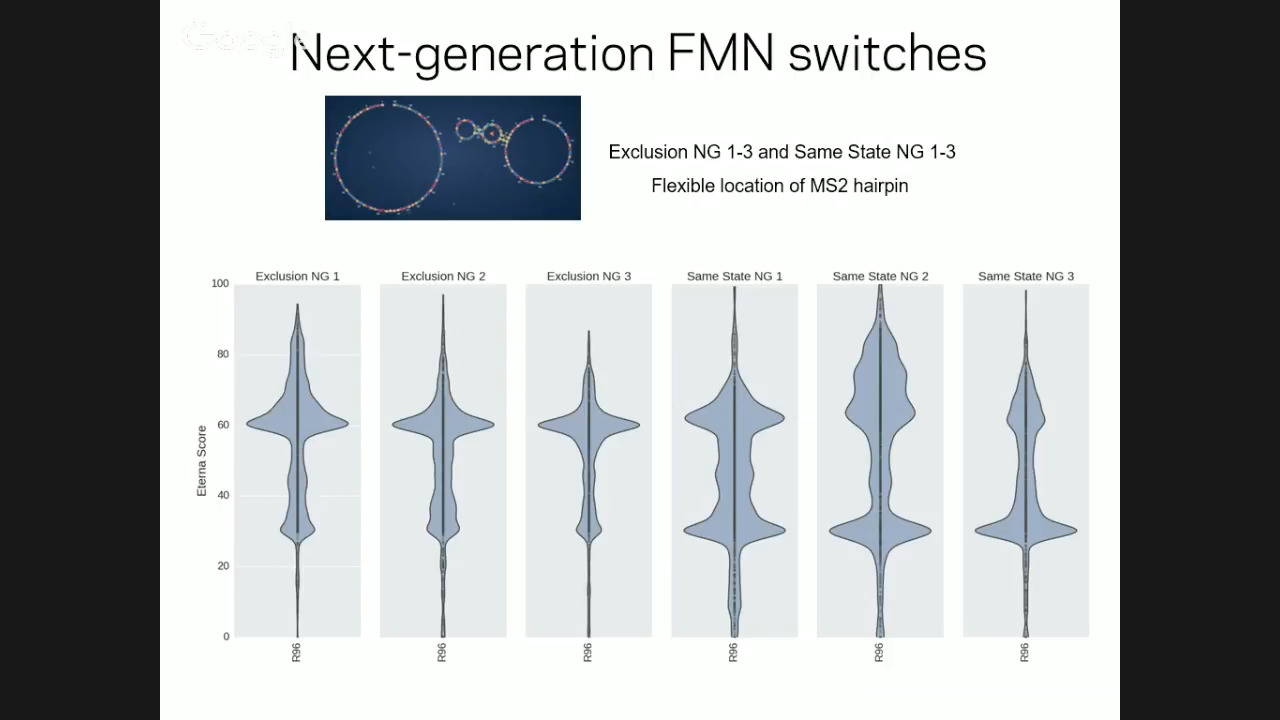 Google
Next-generation FMN switches
Exclusion NG 1-3 and Same State NG 1-3
Flexible location of MS2 hairpin
Exclusion NG 1
Exclusion NG 2
Exclusion NG 3
Same State NG 1
Same State NG 2
Same State NG 3
Eterna Score
100
80
60
40
20
0
R96
R96
R96
R96
R96
R96